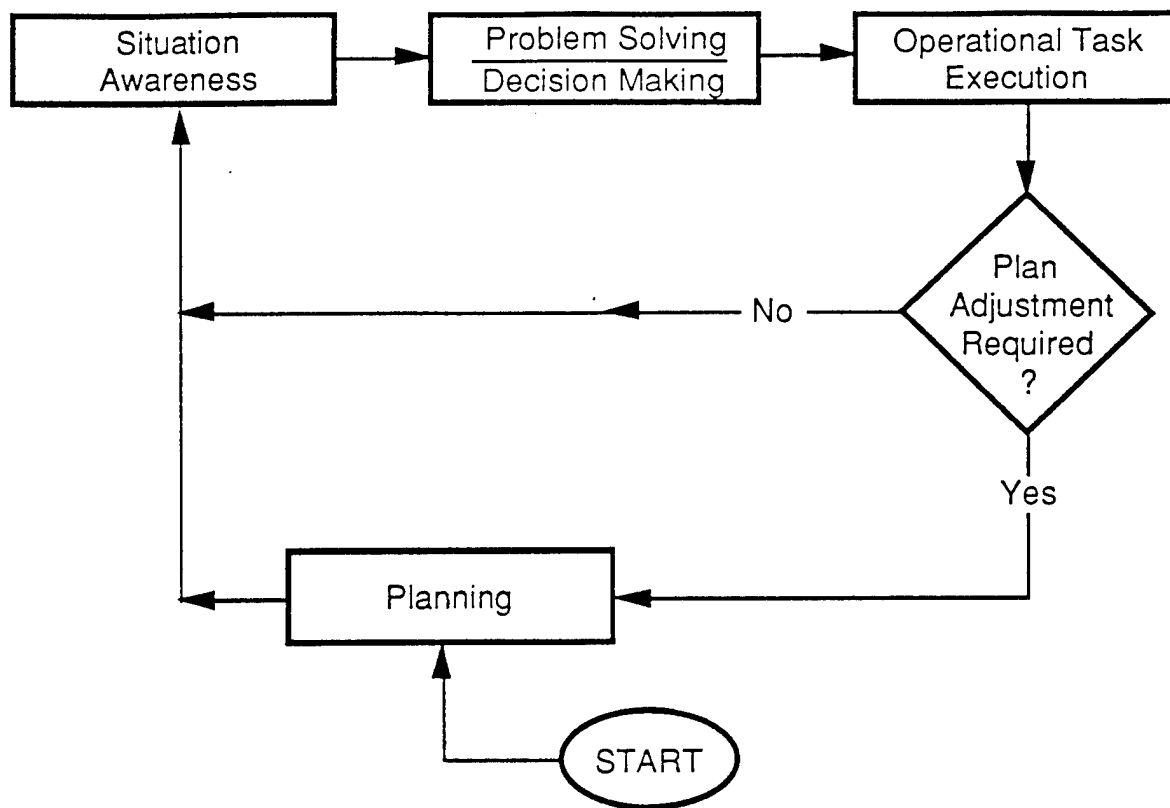 Situation
Awareness
Problem Solving
Decision Making
Operational Task
Execution
Plan
Adjustment
Required
?
No
Yes
Planning
START